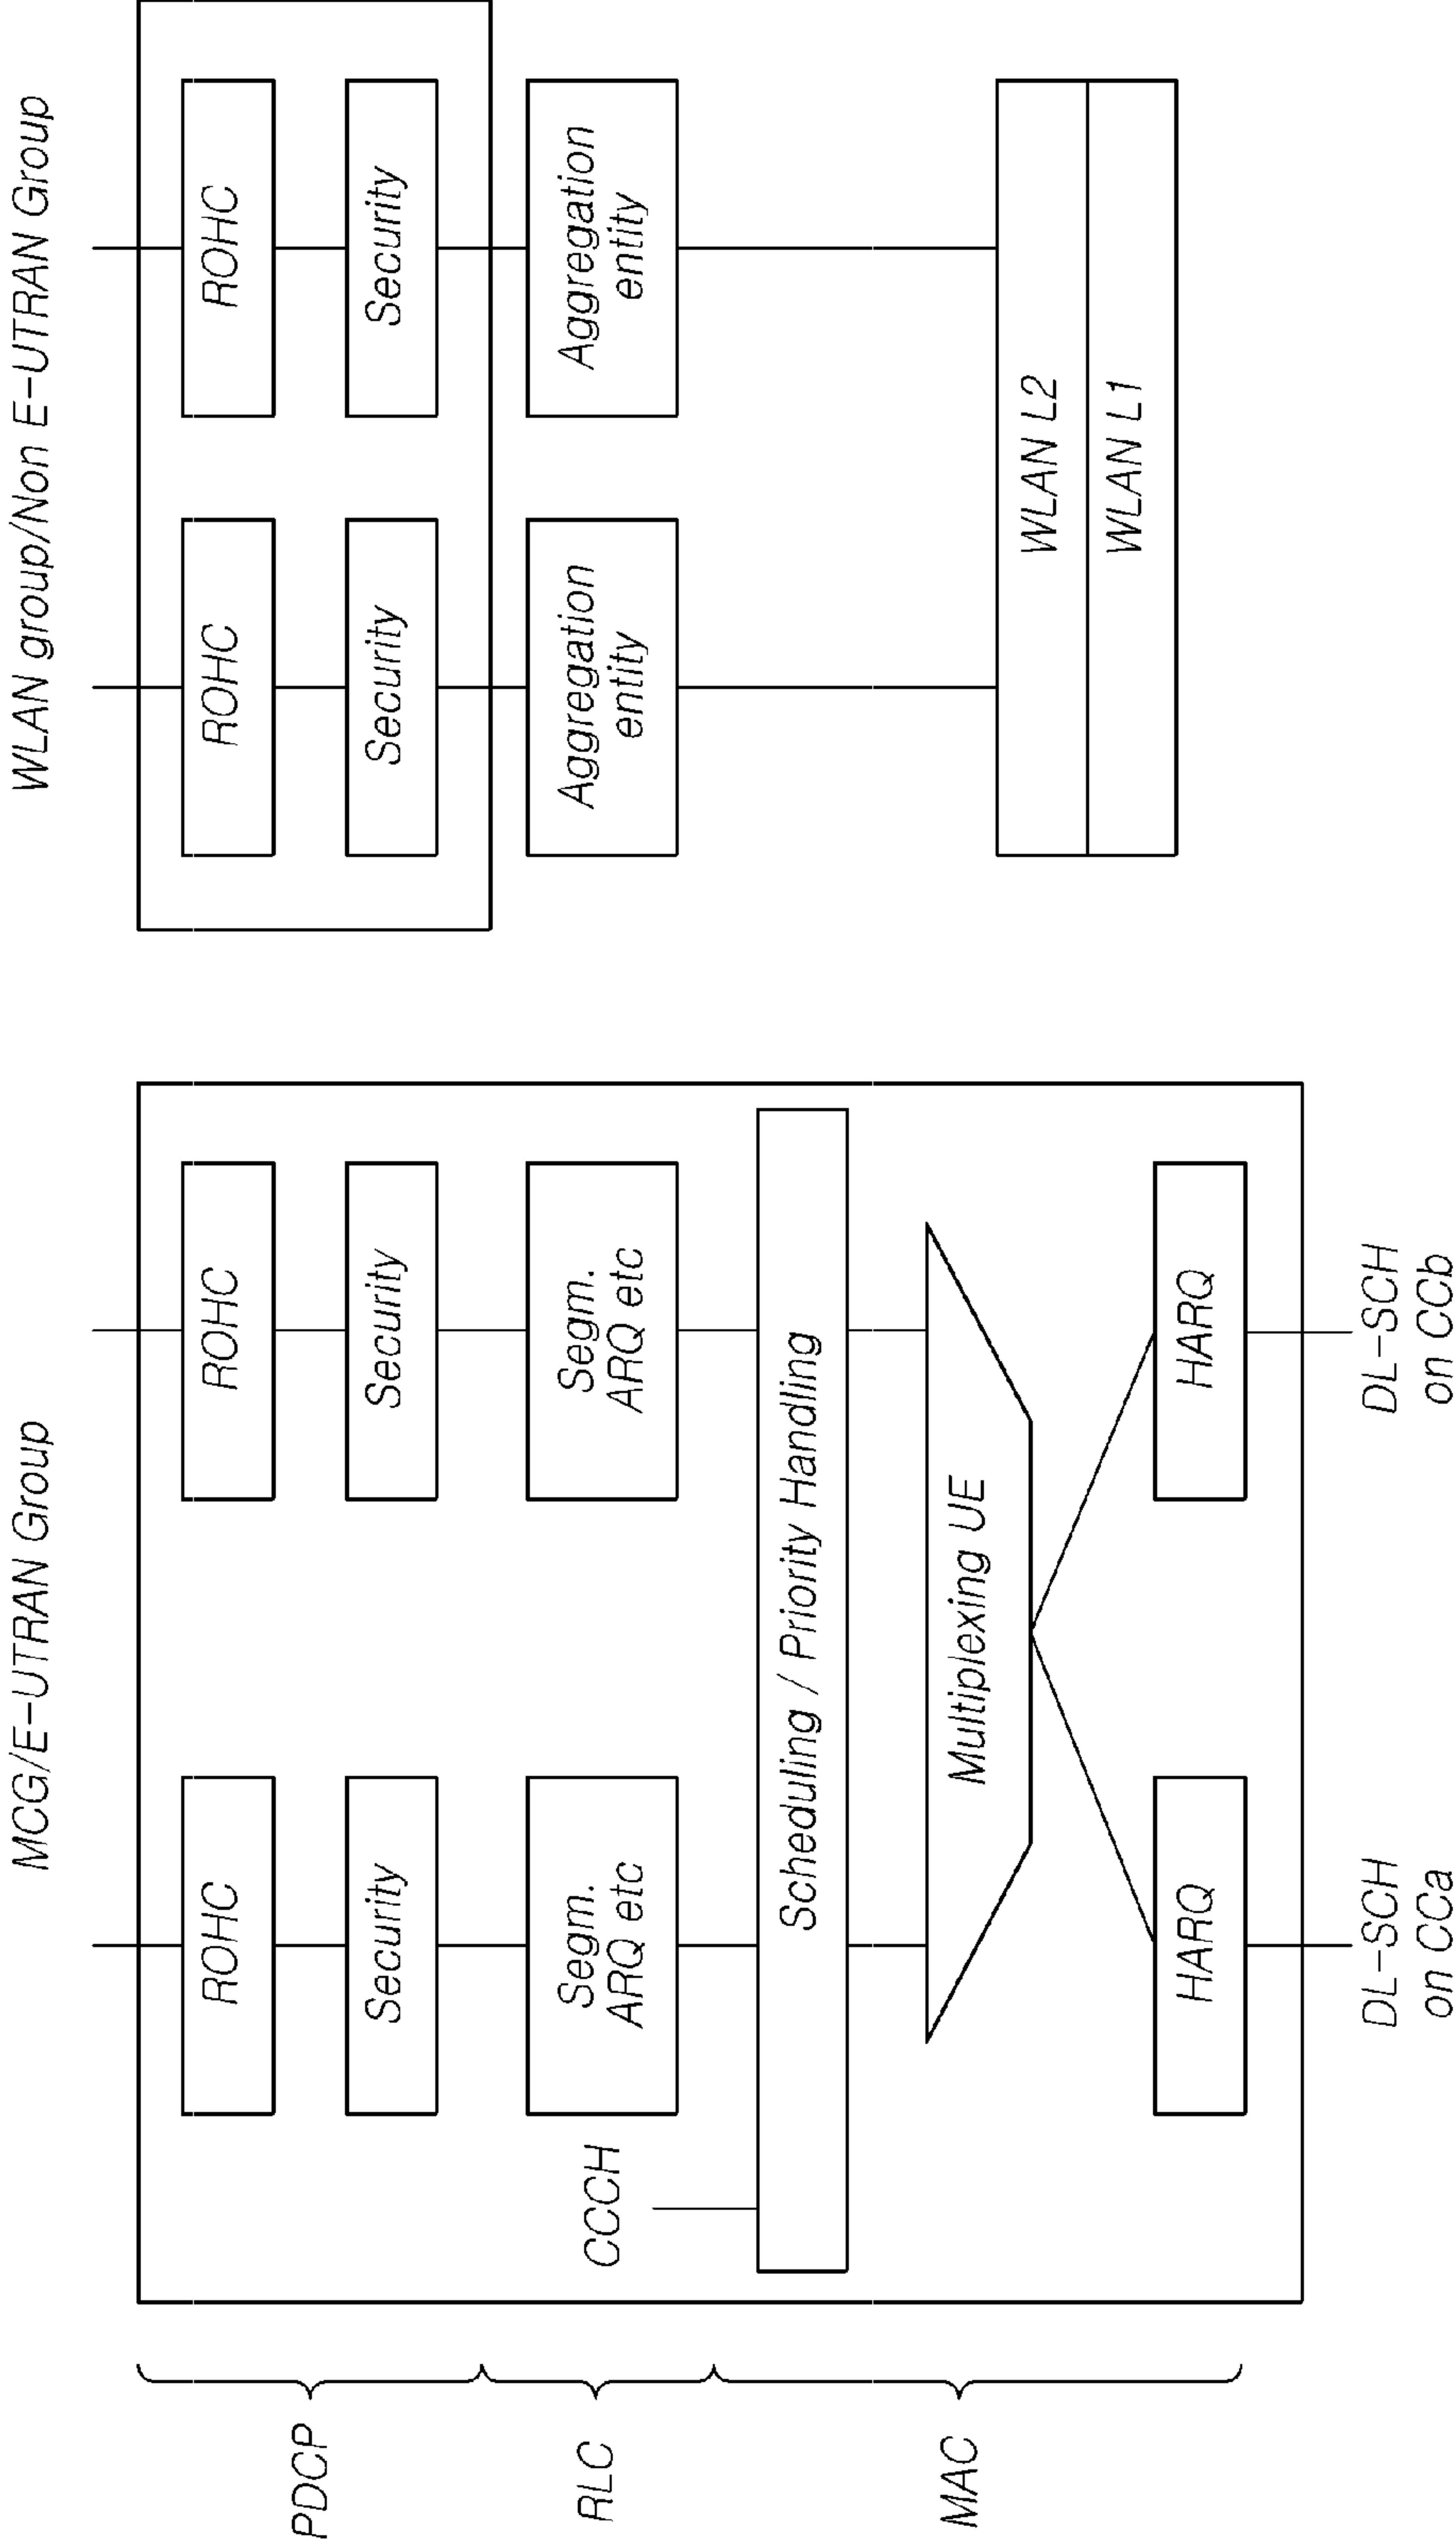 MCG/E-UTRAN Group
WLAN group/Non E-UTRAN Group
PDCP
ROHC
ROHC
ROHC
ROHC
Security
Security
Security
Security
RLC
CCCH
Segm.
ARQ etc
Segm.
ARQ etc
Aggregation
entity
Aggregation
entity
MAC
Scheduling / Priority Handling
Multiplexing UE
HARQ
HARQ
WLAN L2
WLAN L1
DL-SCH
on CCa
DL-SCH
on CCb